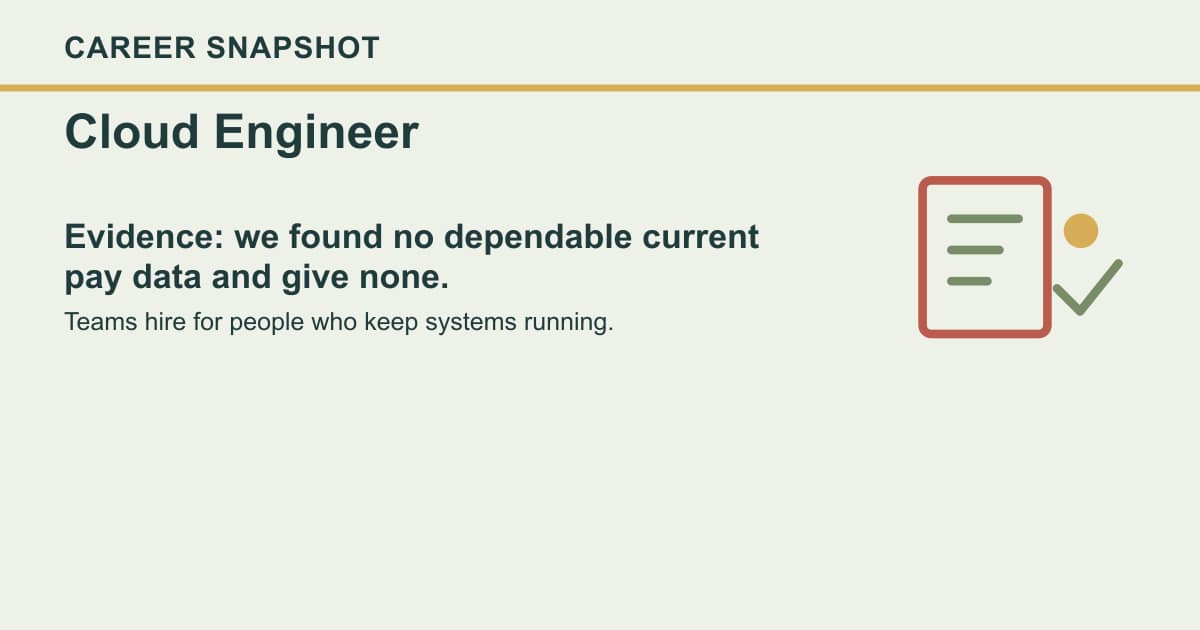 CAREER SNAPSHOT
Cloud Engineer
Evidence: we found no dependable current
pay data and give none.
Teams hire for people who keep systems running.